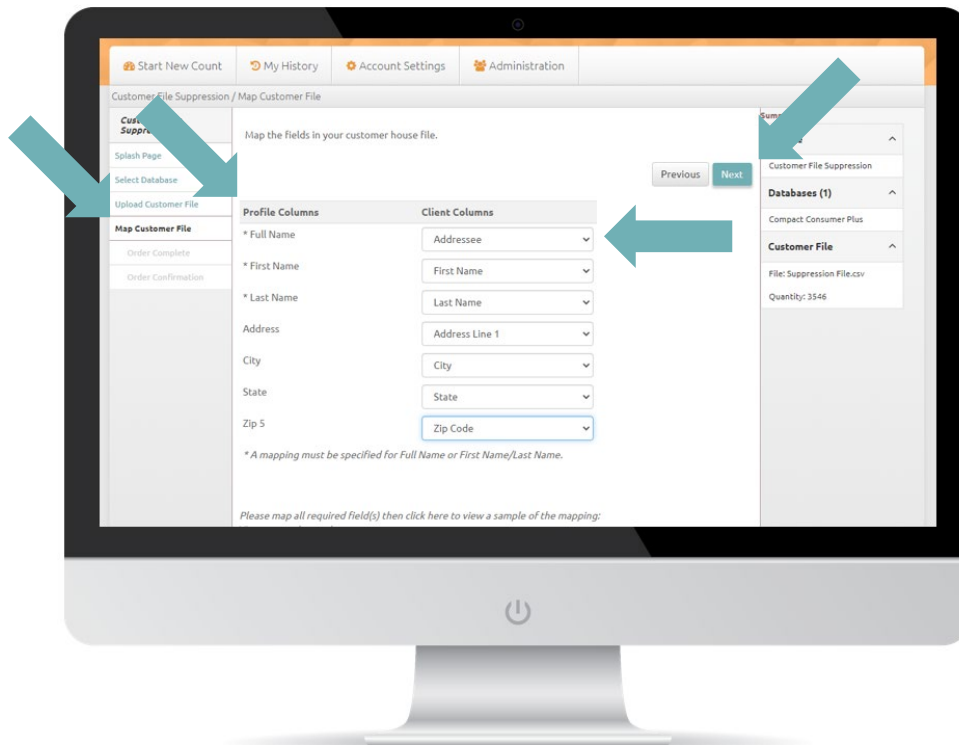 Start New Count My History Account Settings Administration
Customer File Suppression / Map Customer File
Splash Page
Select Database
Upload Customer File
Map Customer File
Order Complete
Order Confirmation
Map the fields in your customer house file.
Previous Next
Profile Columns Client Columns
* Full Name Addressee
* First Name First Name
* Last Name Last Name
Address Address Line 1
City City
State State
Zip 5 Zip Code
* A mapping must be specified for Full Name or First Name/Last Name.
Please map all required field(s) then click here to view a sample of the mapping:
Customer File Suppression
Databases (1)
Compact Consumer Plus
Customer File
File: Suppression File.csv
Quantity: 3546